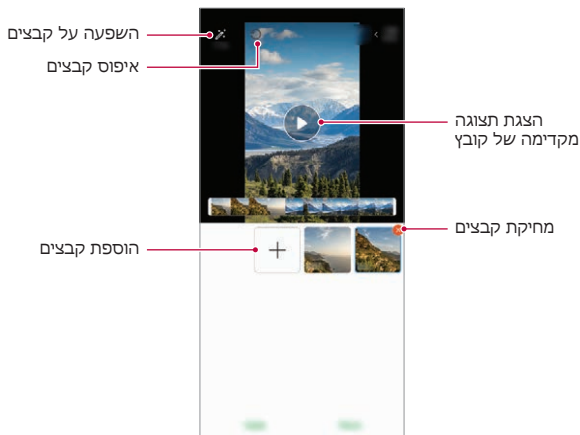 השפעה על קבצים
איפוס קבצים
הצגת תצוגה
מקדימה של קובץ
מחיקת קבצים
הוספת קבצים